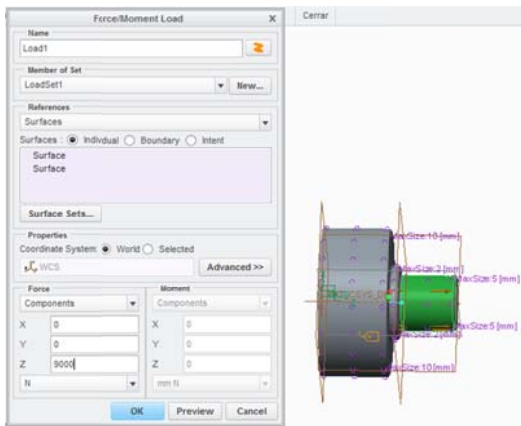 Force/Moment Load
X
Cerrar
Name
Load1
Member of Set
LoadSet1
New...
References
Surfaces
Surfaces : Individual Boundary Intent
Surface
Surface
Surface Sets...
Properties
Coordinate System: World Selected
WCS
Advanced >>
Force
Components
X 0
Y 0
Z 9000
N
Moment
Components
X 0
Y 0
Z 0
mm N
OK Preview Cancel
MaxSize:10 [mm]
MaxSize:2 [mm]
MaxSize:5 [mm]
MaxSize:5 [mm]
MaxSize:10 [mm]